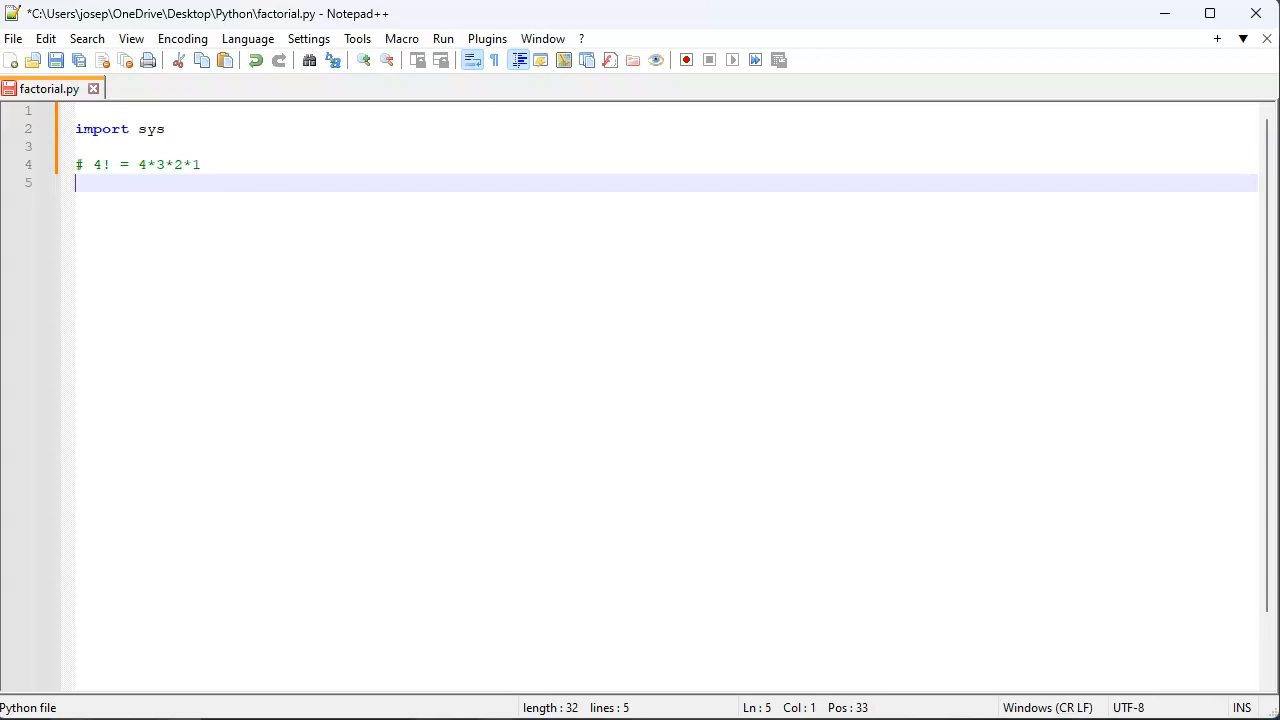 *C:\Users\josep\OneDrive\Desktop\Python\factorial.py - Notepad++
File Edit Search View Encoding Language Settings Tools Macro Run Plugins Window ?
factorial.py
1
2 import sys
3
4 # 4! = 4*3*2*1
5
Python file length : 32 lines : 5 Ln : 5 Col : 1 Pos : 33 Windows (CR LF) UTF-8 INS